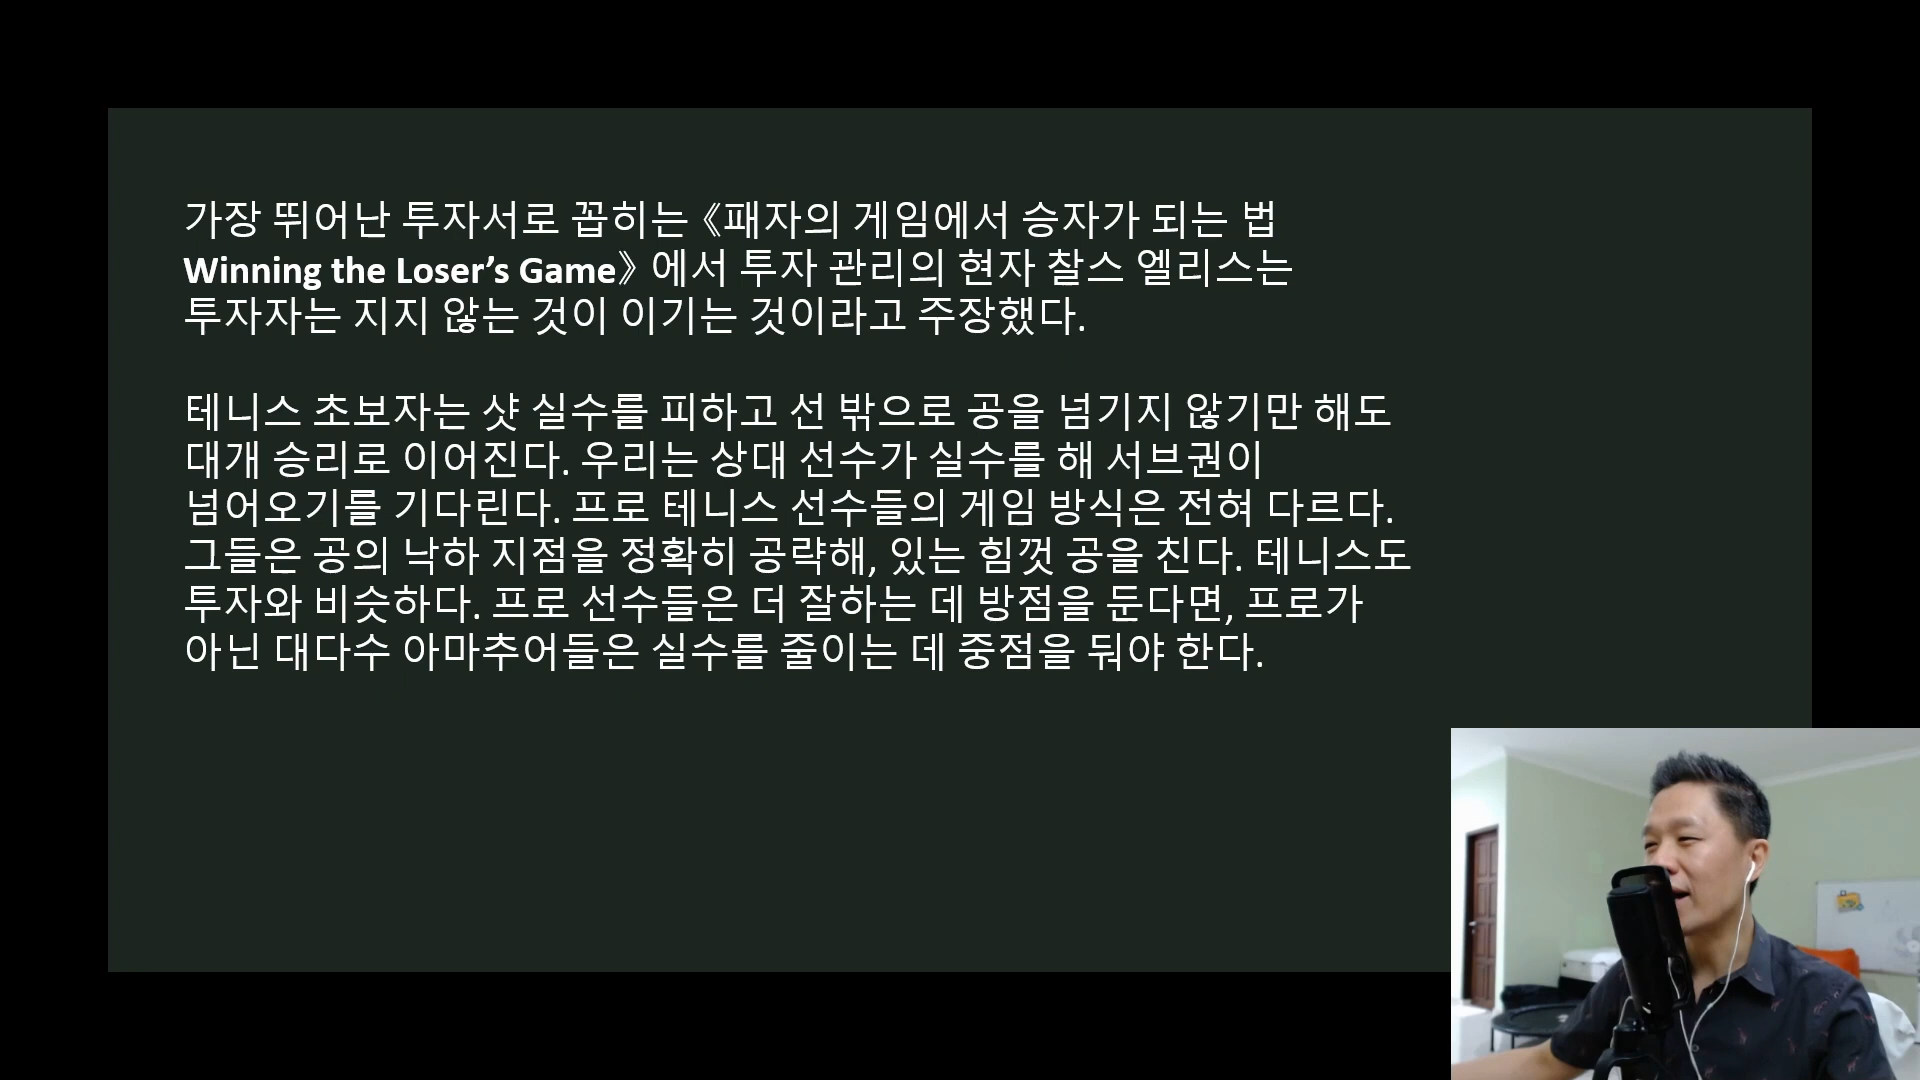 가장 뛰어난 투자서로 꼽히는 《패자의 게임에서 승자가 되는 법
Winning the Loser’s Game》 에서 투자 관리의 현자 찰스 엘리스는
투자자는 지지 않는 것이 이기는 것이라고 주장했다.
테니스 초보자는 샷 실수를 피하고 선 밖으로 공을 넘기지 않기만 해도
대개 승리로 이어진다. 우리는 상대 선수가 실수를 해 서브권이
넘어오기를 기다린다. 프로 테니스 선수들의 게임 방식은 전혀 다르다.
그들은 공의 낙하 지점을 정확히 공략해, 있는 힘껏 공을 친다. 테니스도
투자와 비슷하다. 프로 선수들은 더 잘하는 데 방점을 둔다면, 프로가
아닌 대다수 아마추어들은 실수를 줄이는 데 중점을 둬야 한다.